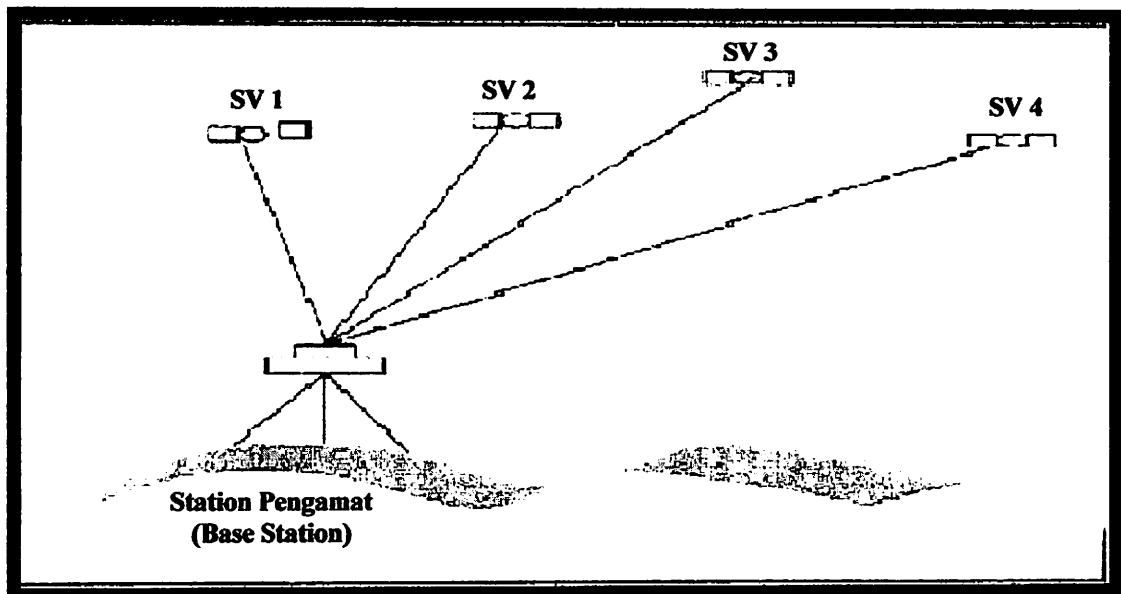 SV 1
SV 2
SV 3
SV 4
Station Pengamat
(Base Station)